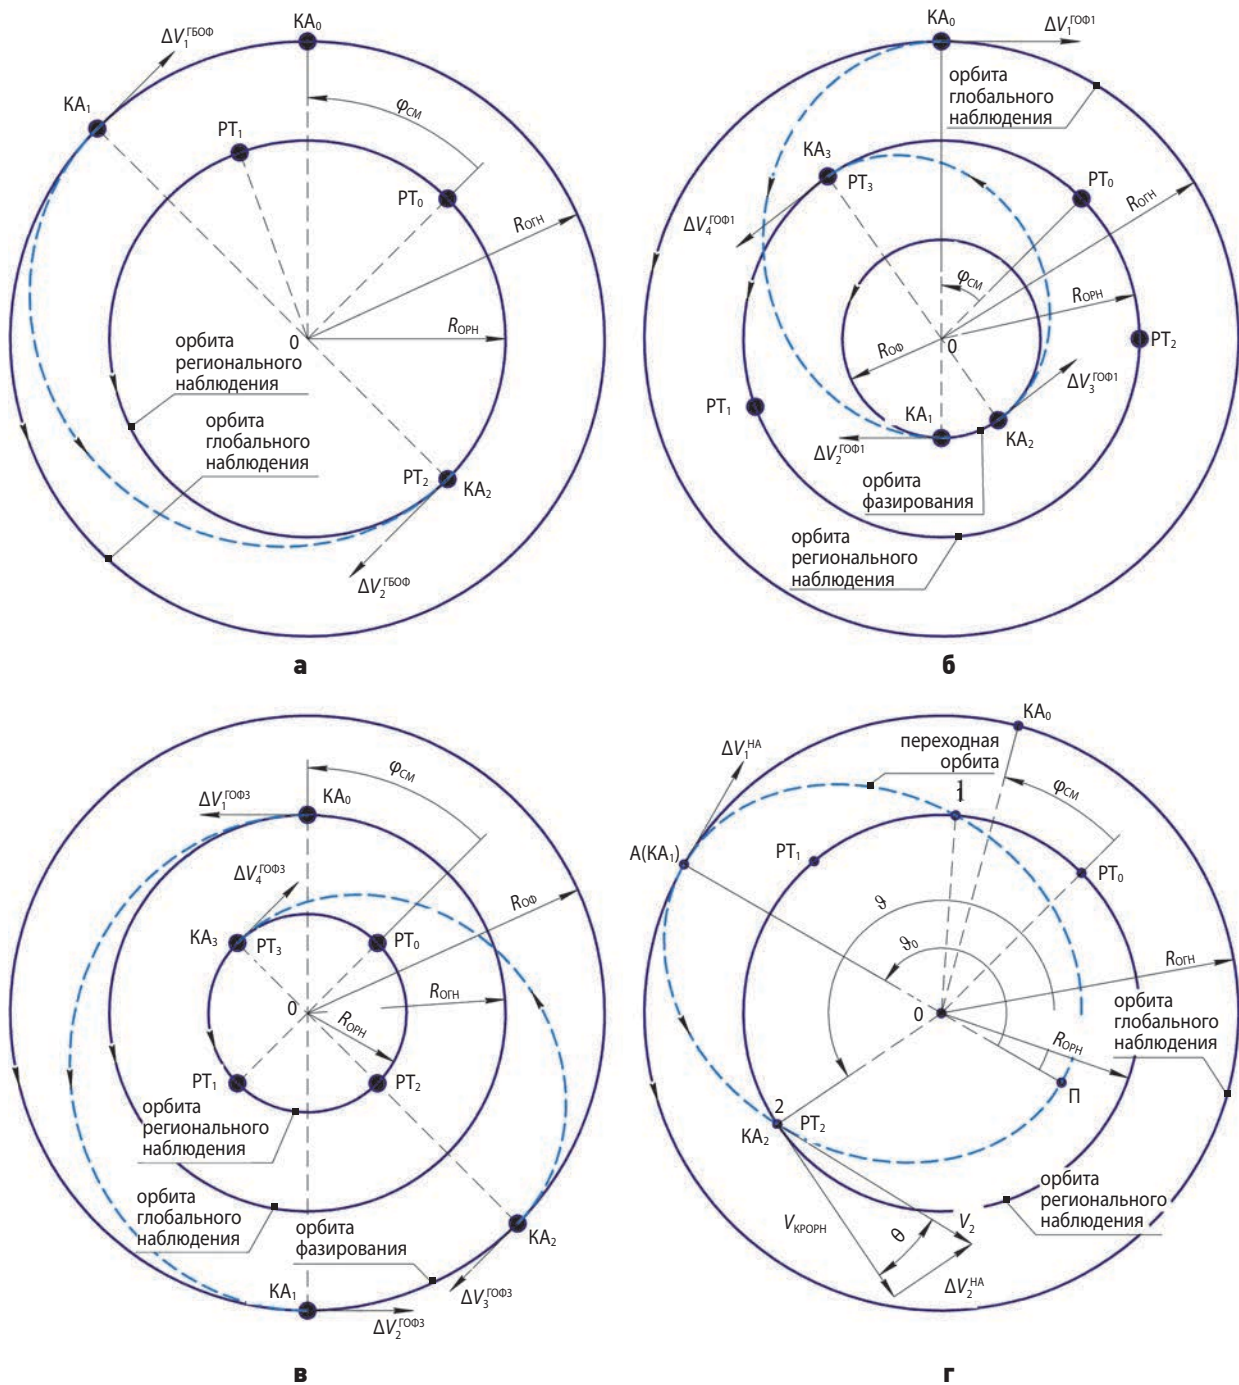 КА₀
ΔV₁ᴳᴮᴼᶲ
КА₁
φсм
РТ₁
РТ₀
Rогн
0
Rорн
орбита
регионального
наблюдения
орбита
глобального
наблюдения
РТ₂
КА₂
ΔV₂ᴳᴮᴼᶲ
а
КА₀
ΔV₁ГОФ1
орбита
глобального
наблюдения
КА₃
РТ₃
РТ₀
Rогн
ΔV₄ГОФ1
φсм
Rорн
0
РТ₂
Rоф
ΔV₃ГОФ1
РТ₁
КА₁
КА₂
ΔV₂ГОФ1
орбита
фазирования
орбита
регионального
наблюдения
б
φсм
ΔV₁ГОФ3
КА₀
ΔV₄ГОФ3
Rоф
КА₃
РТ₃
РТ₀
Rогн
0
Rорн
РТ₁
РТ₂
орбита
регионального
наблюдения
орбита
глобального
наблюдения
орбита
фазирования
КА₂
КА₁
ΔV₃ГОФ3
ΔV₂ГОФ3
в
КА₀
ΔV₁НА
переходная
орбита
φсм
1
А(КА₁)
РТ₁
РТ₀
ϑ
ϑ₀
Rогн
0
орбита
глобального
наблюдения
Rорн
П
2
РТ₂
КА₂
орбита
регионального
наблюдения
Vкрорн
θ
V₂
ΔV₂НА
г